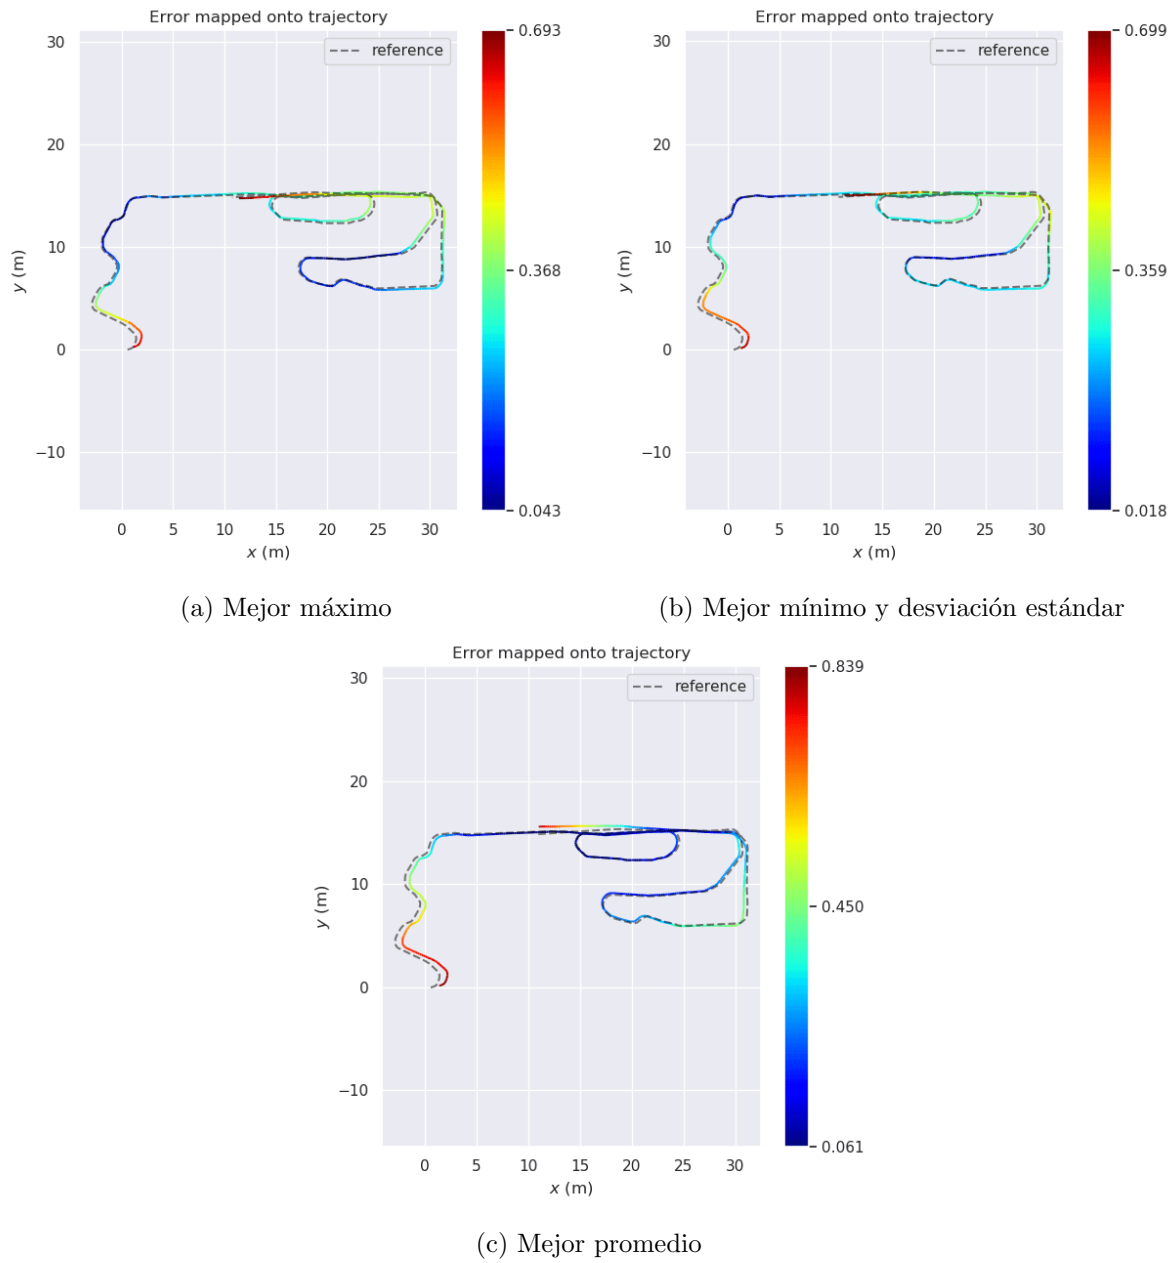 Error mapped onto trajectory
reference
30
20
10
0
−10
y (m)
0 5 10 15 20 25 30
x (m)
0.693
0.368
0.043
(a) Mejor máximo
Error mapped onto trajectory
reference
30
20
10
0
−10
y (m)
0 5 10 15 20 25 30
x (m)
0.699
0.359
0.018
(b) Mejor mínimo y desviación estándar
Error mapped onto trajectory
reference
30
20
10
0
−10
y (m)
0 5 10 15 20 25 30
x (m)
0.839
0.450
0.061
(c) Mejor promedio